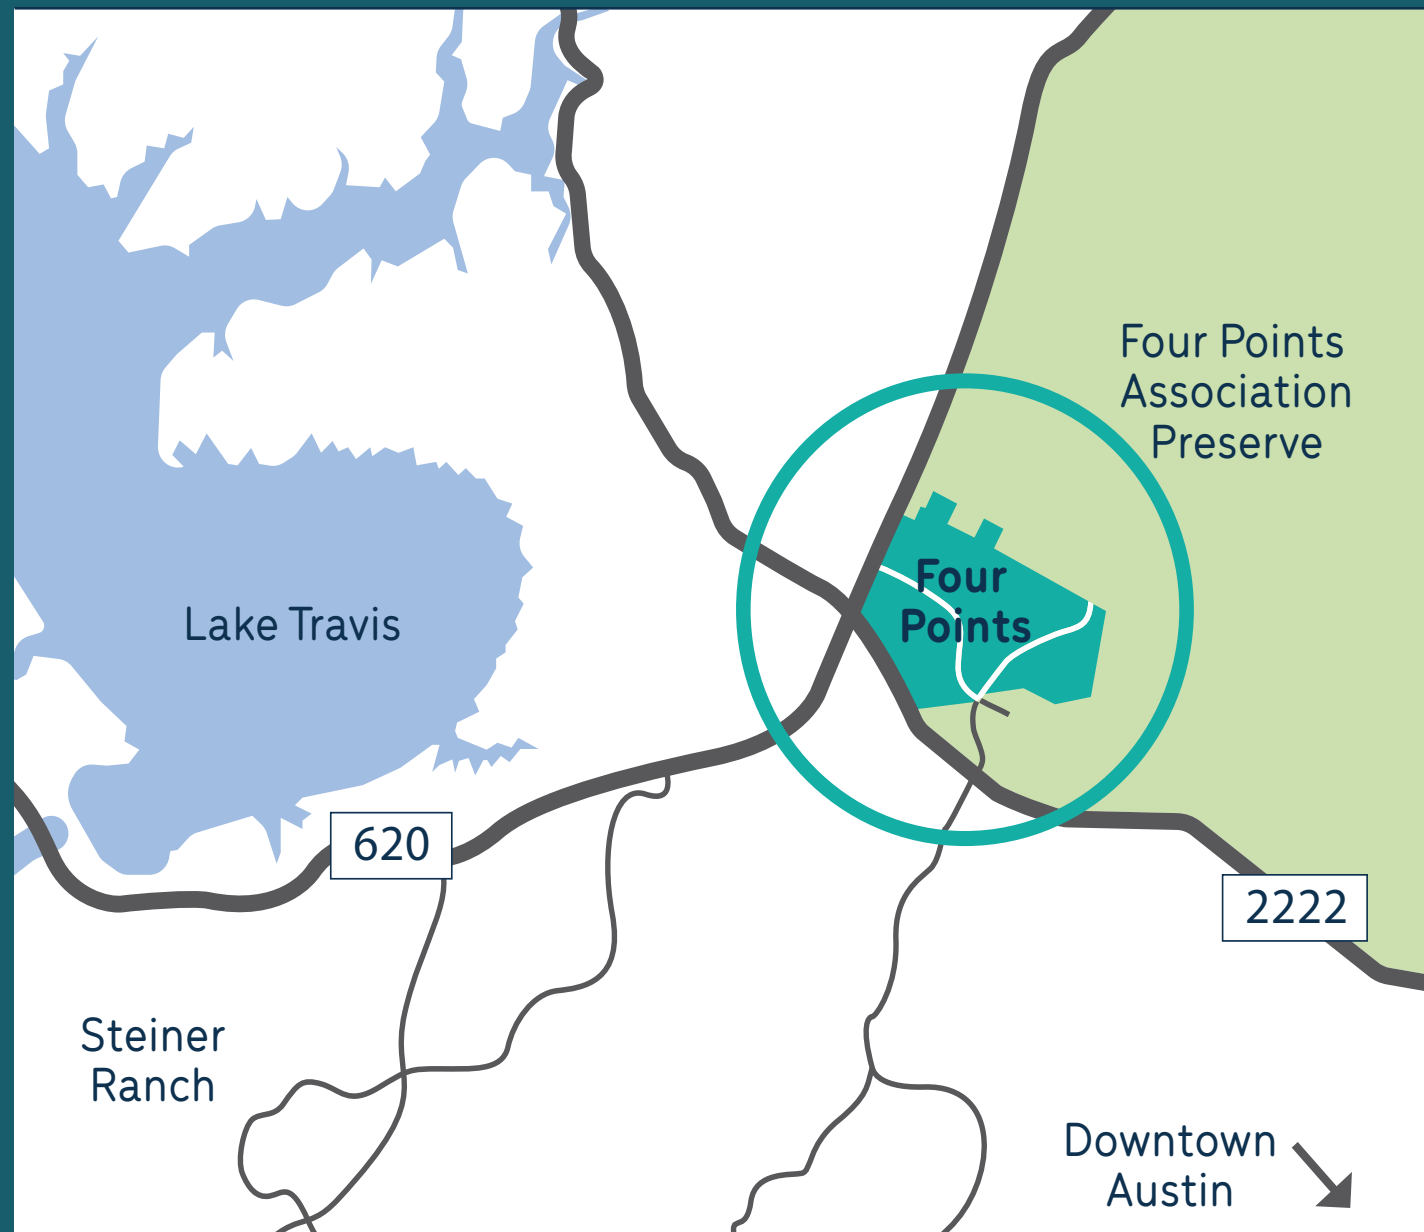 Four Points
Association
Preserve
Four
Points
Lake Travis
620
2222
Steiner
Ranch
Downtown
Austin